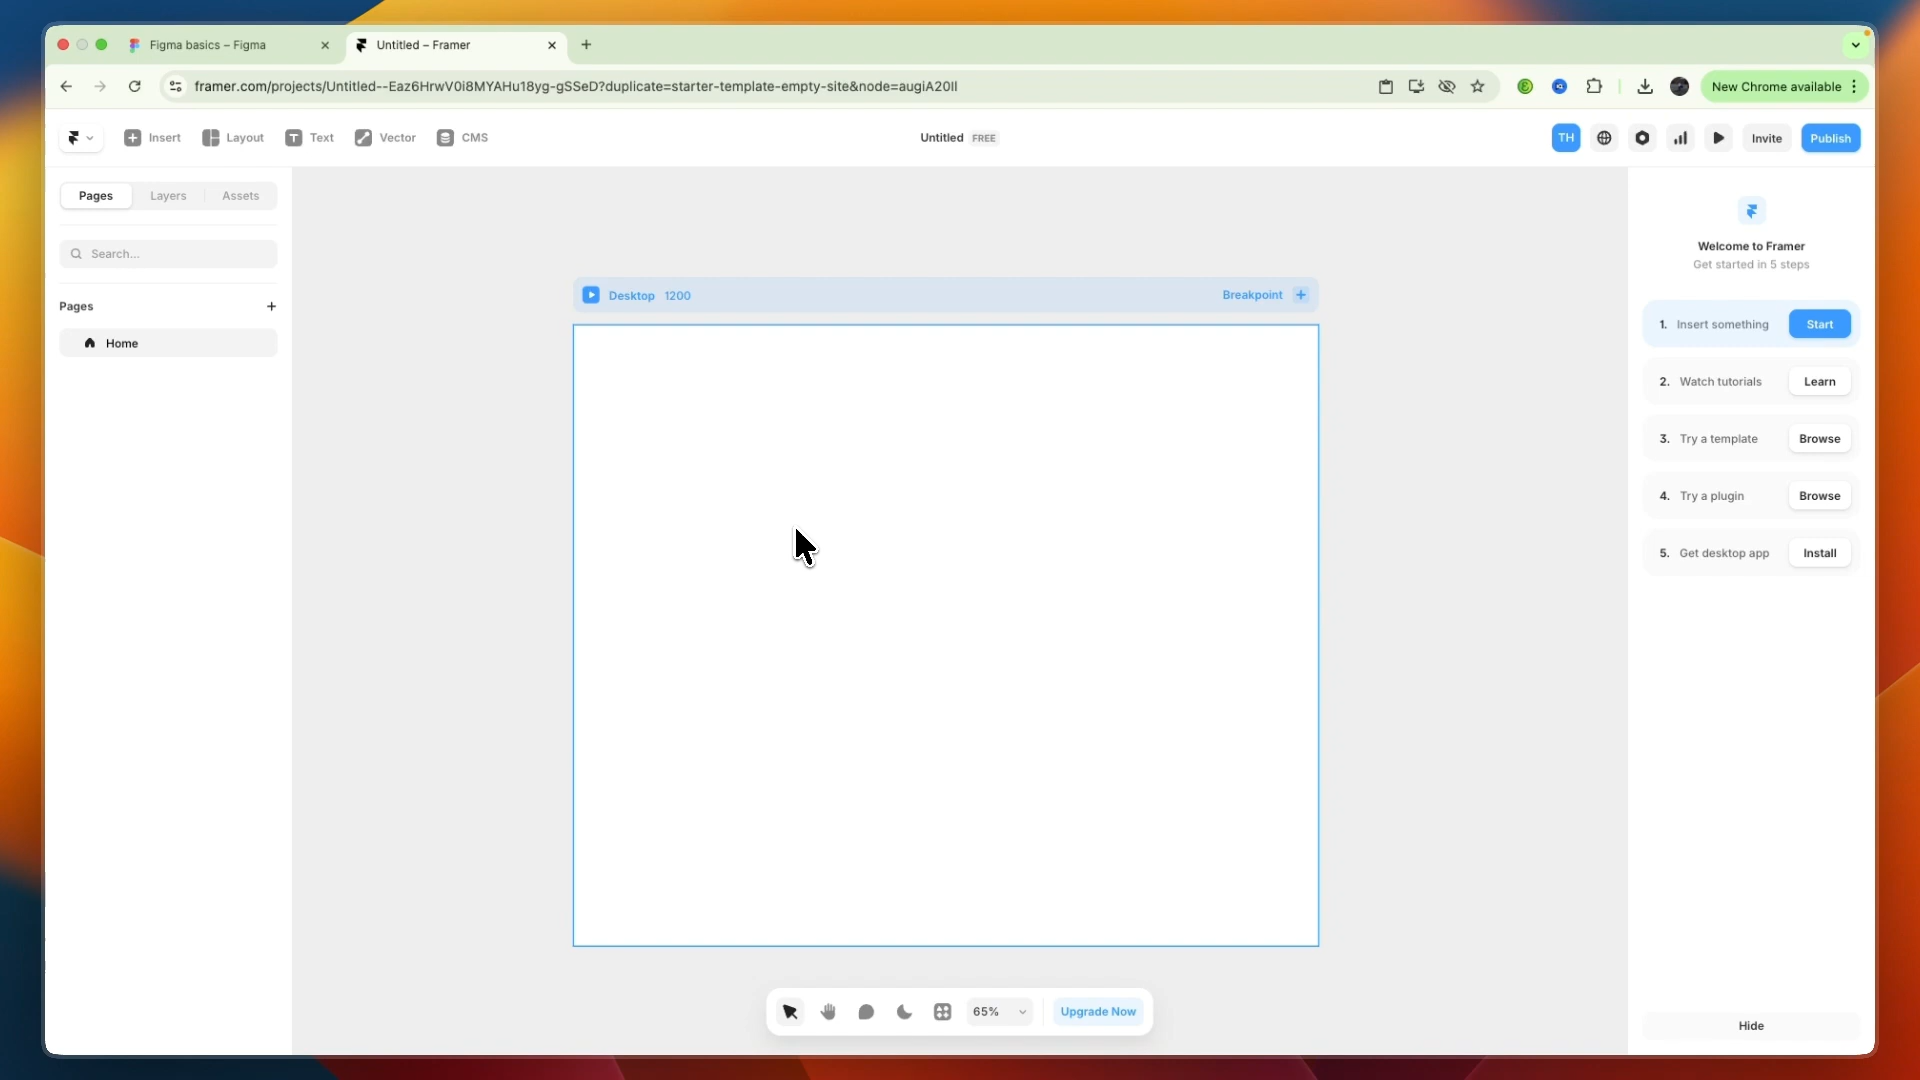 Figma basics – Figma
Untitled – Framer
framer.com/projects/Untitled--Eaz6HrwV0i8MYAHu18yg-gSSeD?duplicate=starter-template-empty-site&node=augiA20Il
New Chrome available
Insert
Layout
Text
Vector
CMS
Untitled FREE
TH
Invite
Publish
Pages
Layers
Assets
Search...
Pages
Home
Desktop 1200
Breakpoint
Welcome to Framer
Get started in 5 steps
1. Insert something Start
2. Watch tutorials Learn
3. Try a template Browse
4. Try a plugin Browse
5. Get desktop app Install
65%
Upgrade Now
Hide